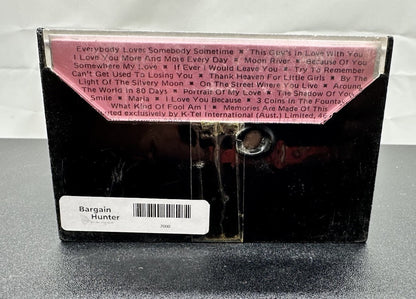 Everybody Loves Somebody Sometime ★ This Guy's In Love With You
I Love You More And More Every Day ★ Moon River ★ Because Of You
Somewhere My Love ★ If Ever I Would Leave You ★ Try To Remember
Can't Get Used To Losing You ★ Thank Heaven For Little Girls ★ By The
Light Of The Silvery Moon ★ On The Street Where You Live ★ Around
The World In 80 Days ★ Portrait Of My Love ★ The Shadow Of You
Smile ★ Maria ★ I Love You Because ★ 3 Coins In The Fountain
What Kind Of Fool Am I ★ Memories Are Made Of This
exclusively by K-Tel International (Aust.) Limited,
Bargain
Hunter
7000